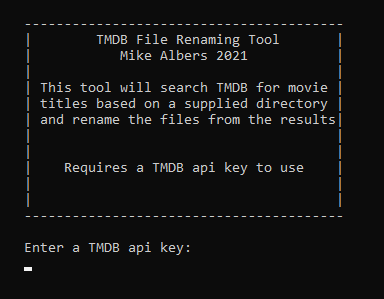 ----------------------------------------
|        TMDB File Renaming Tool       |
|           Mike Albers 2021           |
|                                      |
| This tool will search TMDB for movie |
| titles based on a supplied directory |
| and rename the files from the results|
|                                      |
|                                      |
|    Requires a TMDB api key to use    |
|                                      |
|                                      |
----------------------------------------
Enter a TMDB api key: